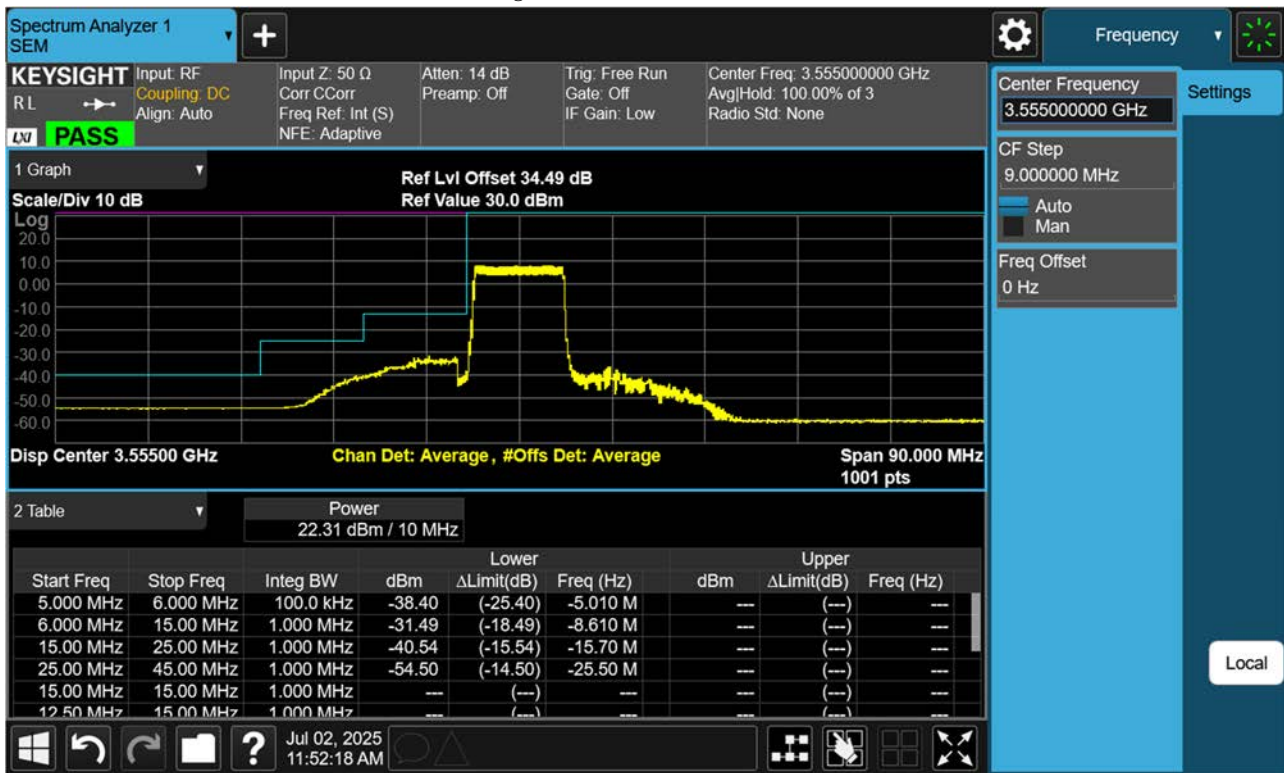 Spectrum Analyzer 1
SEM
Frequency
KEYSIGHT
RL
LXI
PASS
Input: RF
Coupling: DC
Align: Auto
Input Z: 50 Ω
Corr CCorr
Freq Ref: Int (S)
NFE: Adaptive
Atten: 14 dB
Preamp: Off
Trig: Free Run
Gate: Off
IF Gain: Low
Center Freq: 3.555000000 GHz
Avg|Hold: 100.00% of 3
Radio Std: None
Center Frequency
3.555000000 GHz
Settings
CF Step
9.000000 MHz
Auto
Man
Freq Offset
0 Hz
1 Graph
Scale/Div 10 dB
Ref Lvl Offset 34.49 dB
Ref Value 30.0 dBm
Log
20.0
10.0
0.00
-10.0
-20.0
-30.0
-40.0
-50.0
-60.0
Disp Center 3.55500 GHz
Chan Det: Average, #Offs Det: Average
Span 90.000 MHz
1001 pts
2 Table
Power
22.31 dBm / 10 MHz
Lower Upper
Start Freq Stop Freq Integ BW dBm ΔLimit(dB) Freq (Hz) dBm ΔLimit(dB) Freq (Hz)
5.000 MHz 6.000 MHz 100.0 kHz -38.40 (-25.40) -5.010 M --- (---) ---
6.000 MHz 15.00 MHz 1.000 MHz -31.49 (-18.49) -8.610 M --- (---) ---
15.00 MHz 25.00 MHz 1.000 MHz -40.54 (-15.54) -15.70 M --- (---) ---
25.00 MHz 45.00 MHz 1.000 MHz -54.50 (-14.50) -25.50 M --- (---) ---
15.00 MHz 15.00 MHz 1.000 MHz --- (---) --- --- (---) ---
12.50 MHz 15.00 MHz 1.000 MHz --- (---) --- --- (---) ---
Local
?
Jul 02, 2025
11:52:18 AM